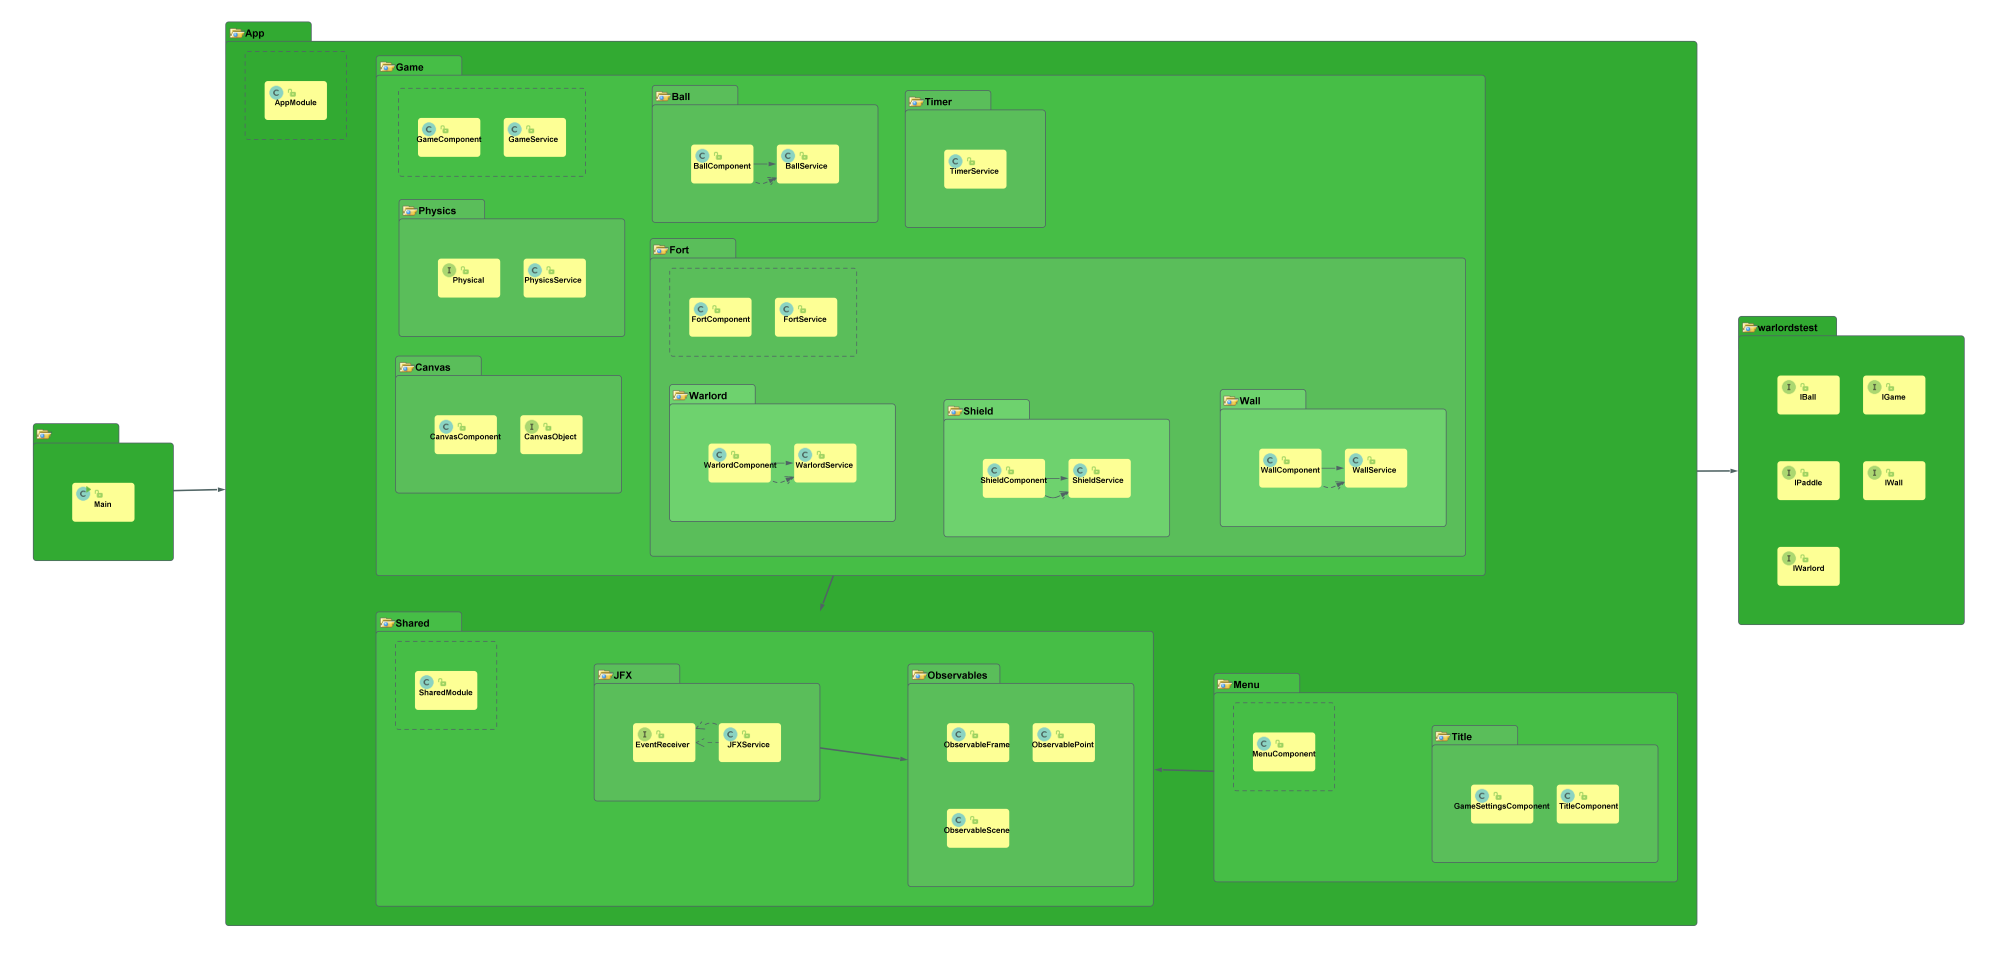 App
AppModule
Game
GameComponent
GameService
Ball
BallComponent
BallService
Timer
TimerService
Physics
Physical
PhysicsService
Canvas
CanvasComponent
CanvasObject
Fort
FortComponent
FortService
Warlord
WarlordComponent
WarlordService
Shield
ShieldComponent
ShieldService
Wall
WallComponent
WallService
Main
warlordstest
IBall
IGame
IPaddle
IWall
IWarlord
Shared
SharedModule
JFX
EventReceiver
JFXService
Observables
ObservableFrame
ObservablePoint
ObservableScene
Menu
MenuComponent
Title
GameSettingsComponent
TitleComponent